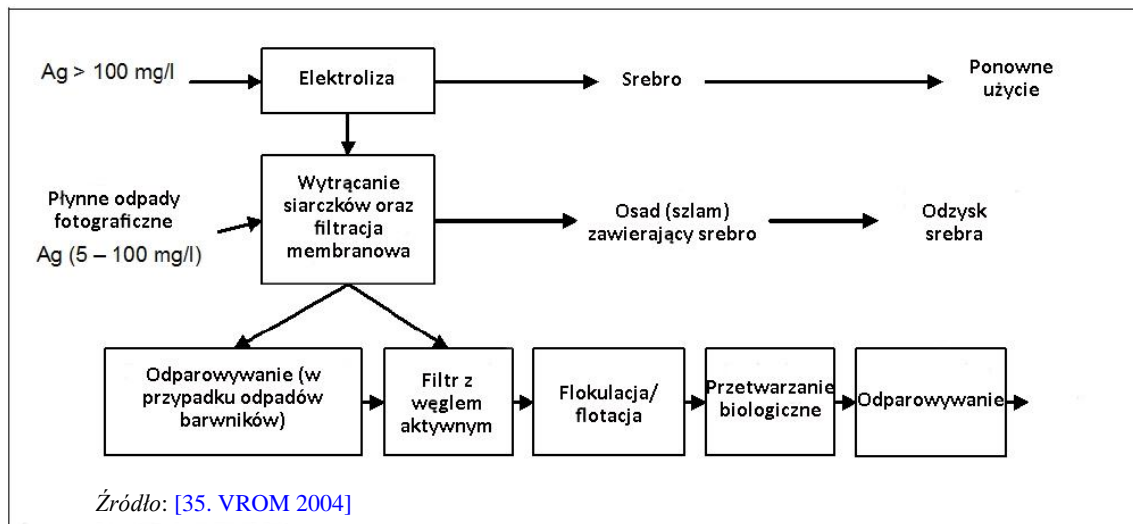 Ag > 100 mg/l
Elektroliza
Srebro
Ponowne
użycie
Płynne odpady
fotograficzne
Ag (5 – 100 mg/l)
Wytrącanie
siarczków oraz
filtracja
membranowa
Osad (szlam)
zawierający srebro
Odzysk
srebra
Odparowywanie (w
przypadku odpadów
barwników)
Filtr z
węglem
aktywnym
Flokulacja/
flotacja
Przetwarzanie
biologiczne
Odparowywanie
Źródło: [35. VROM 2004]